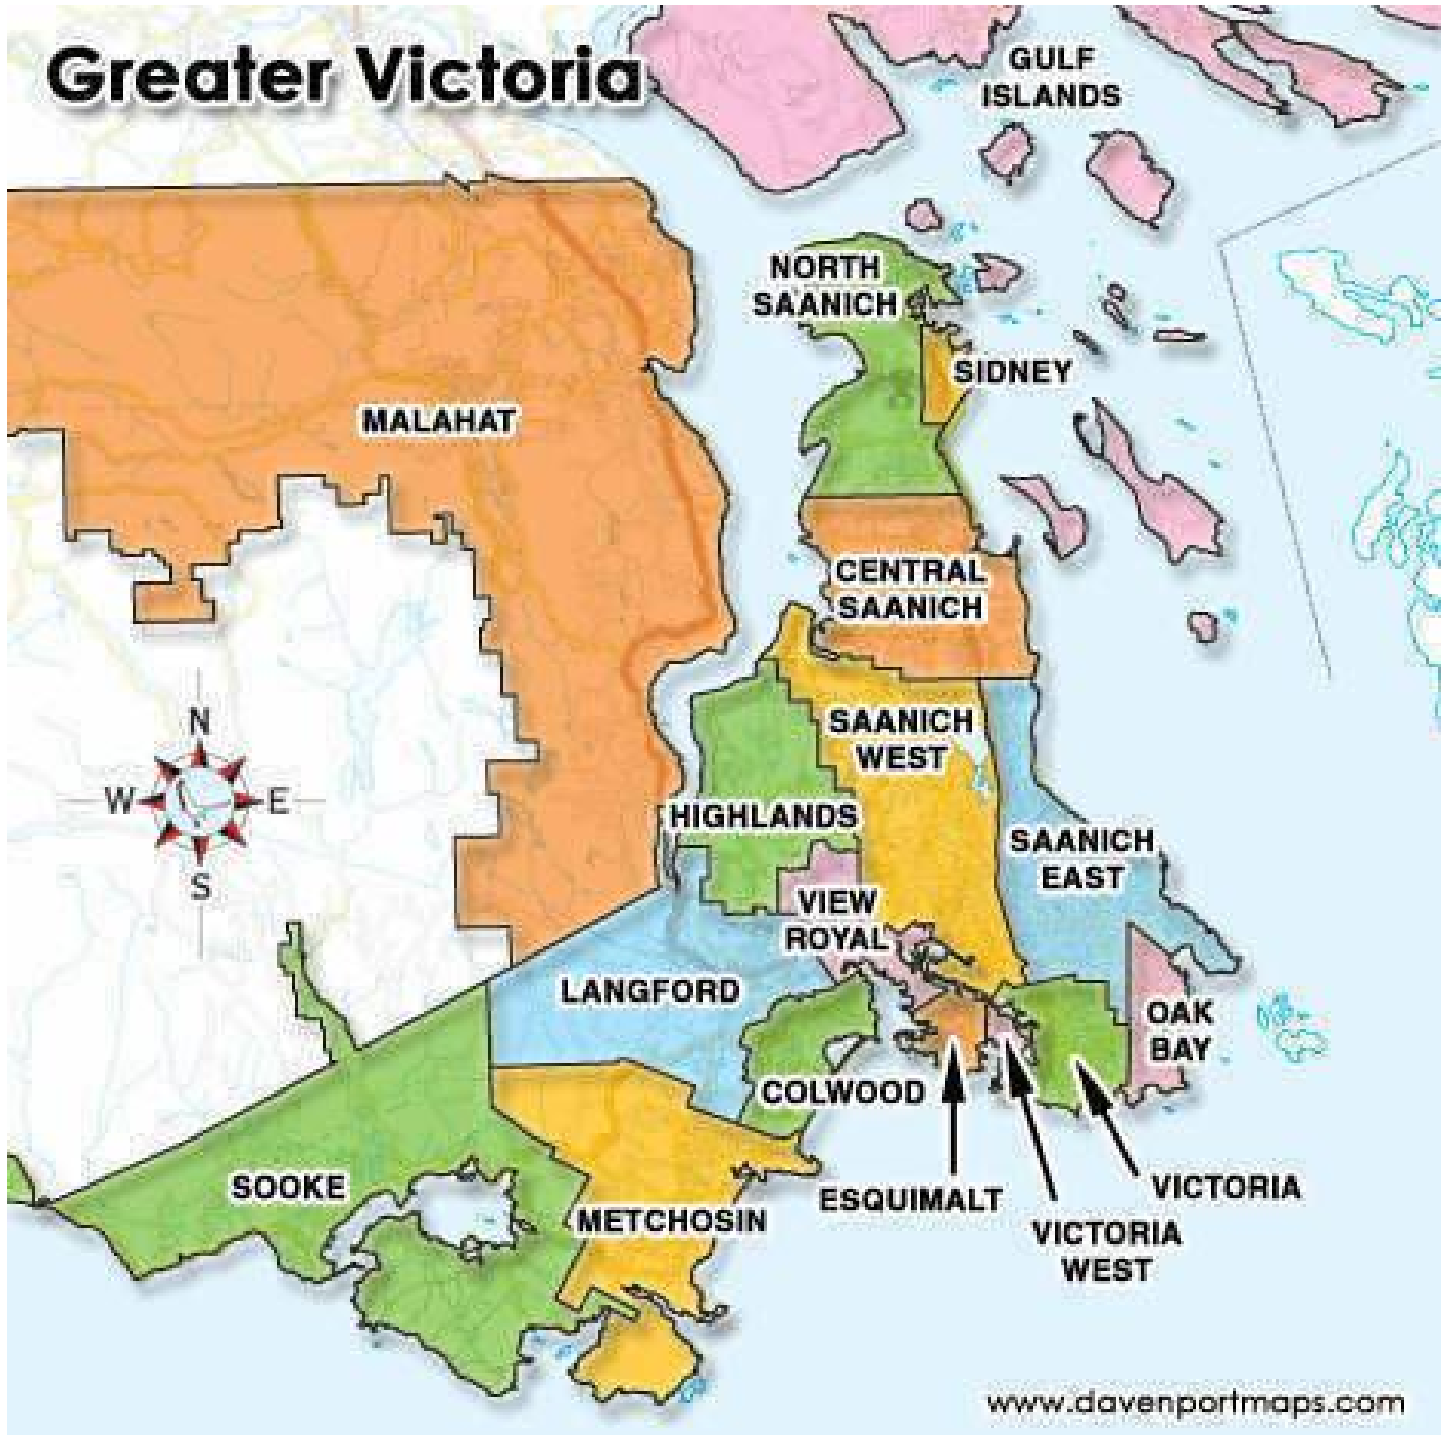 Greater Victoria
GULF
ISLANDS
NORTH
SAANICH
SIDNEY
MALAHAT
CENTRAL
SAANICH
N
W
E
S
SAANICH
WEST
HIGHLANDS
SAANICH
EAST
VIEW
ROYAL
LANGFORD
OAK
BAY
COLWOOD
SOOKE
METCHOSIN
ESQUIMALT
VICTORIA
VICTORIA
WEST
www.davenportmaps.com